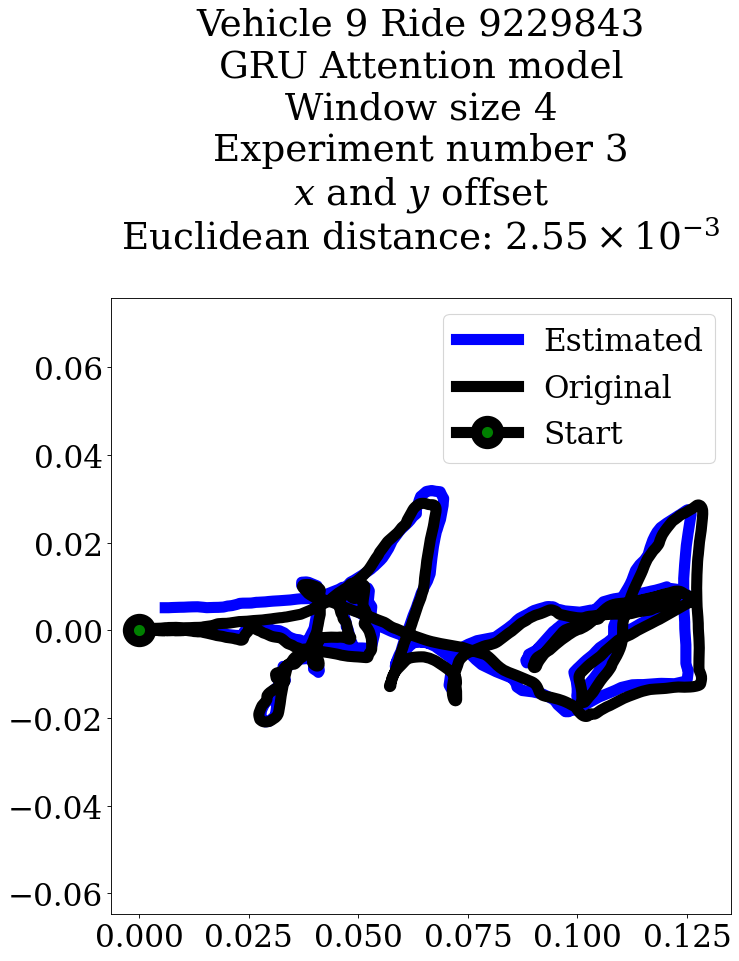 Vehicle 9 Ride 9229843
GRU Attention model
Window size 4
Experiment number 3
x and y offset
Euclidean distance: 2.55 × 10⁻³
Estimated
Original
Start
0.06
0.04
0.02
0.00
−0.02
−0.04
−0.06
0.000 0.025 0.050 0.075 0.100 0.125